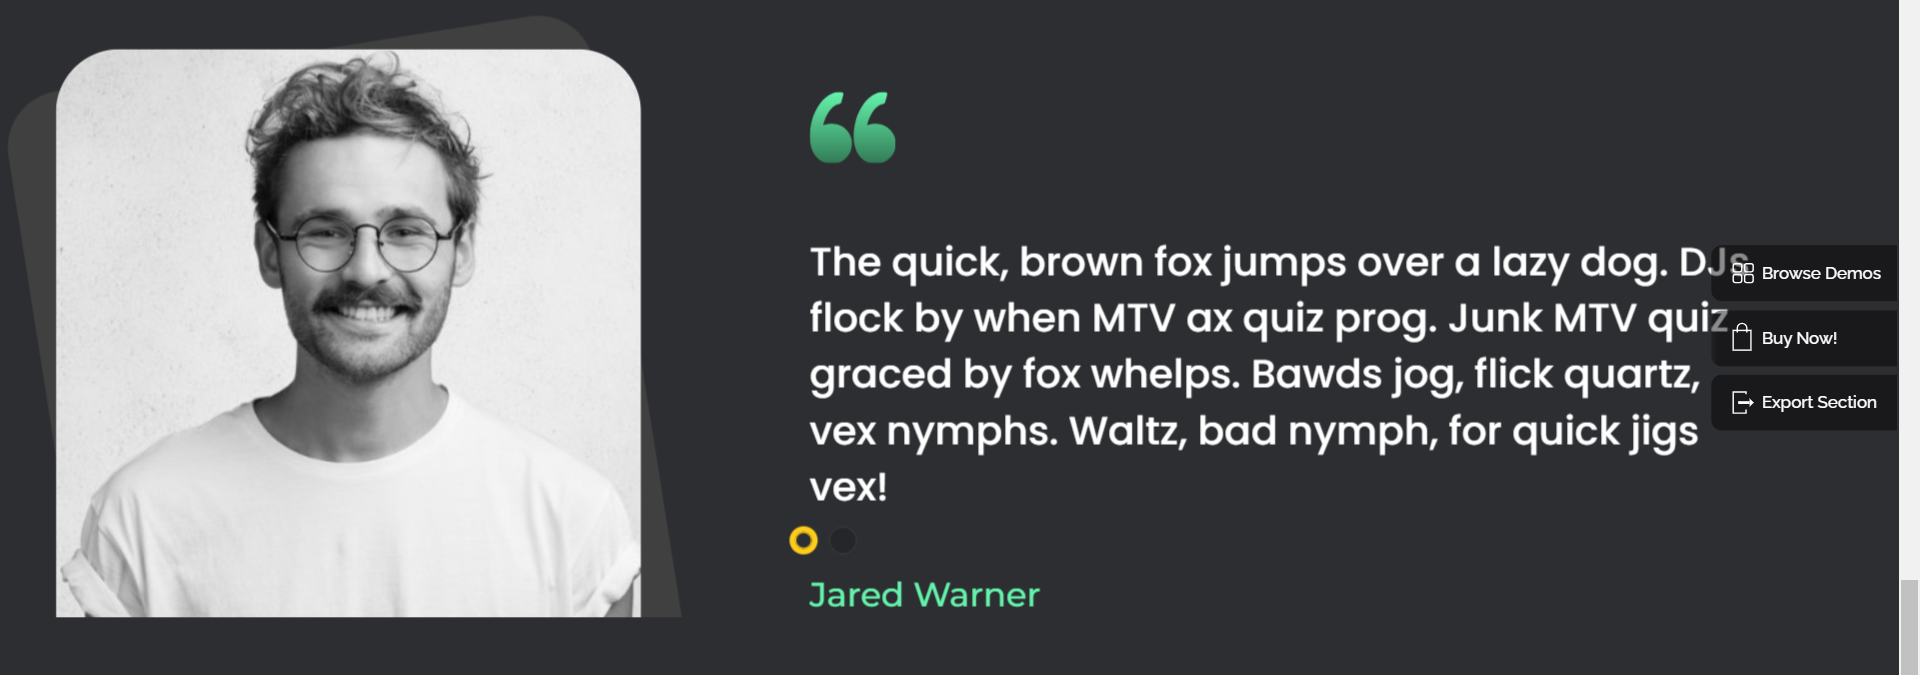 “
The quick, brown fox jumps over a lazy dog. DJs
flock by when MTV ax quiz prog. Junk MTV quiz
graced by fox whelps. Bawds jog, flick quartz,
vex nymphs. Waltz, bad nymph, for quick jigs
vex!
Jared Warner
Browse Demos
Buy Now!
Export Section